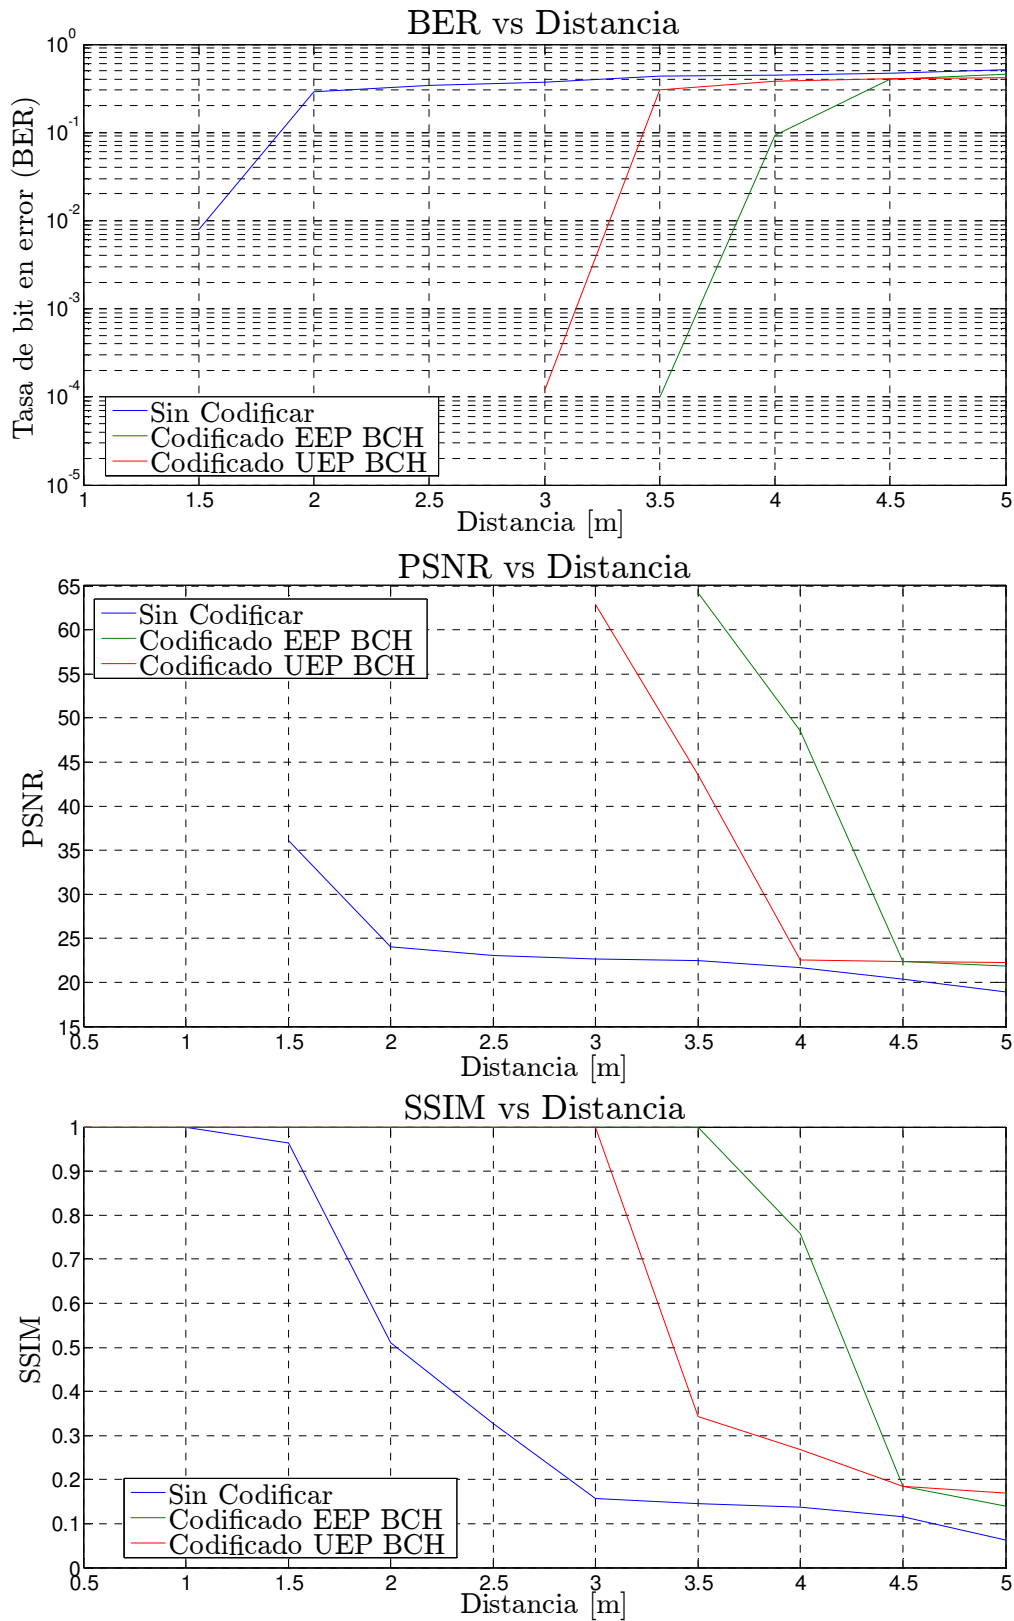 BER vs Distancia
10^0
10^-1
10^-2
10^-3
10^-4
10^-5
Tasa de bit en error (BER)
Sin Codificar
Codificado EEP BCH
Codificado UEP BCH
1 1.5 2 2.5 3 3.5 4 4.5 5
Distancia [m]
PSNR vs Distancia
65
60
55
50
45
40
35
30
25
20
15
PSNR
Sin Codificar
Codificado EEP BCH
Codificado UEP BCH
0.5 1 1.5 2 2.5 3 3.5 4 4.5 5
Distancia [m]
SSIM vs Distancia
1
0.9
0.8
0.7
0.6
0.5
0.4
0.3
0.2
0.1
0
SSIM
Sin Codificar
Codificado EEP BCH
Codificado UEP BCH
0.5 1 1.5 2 2.5 3 3.5 4 4.5 5
Distancia [m]